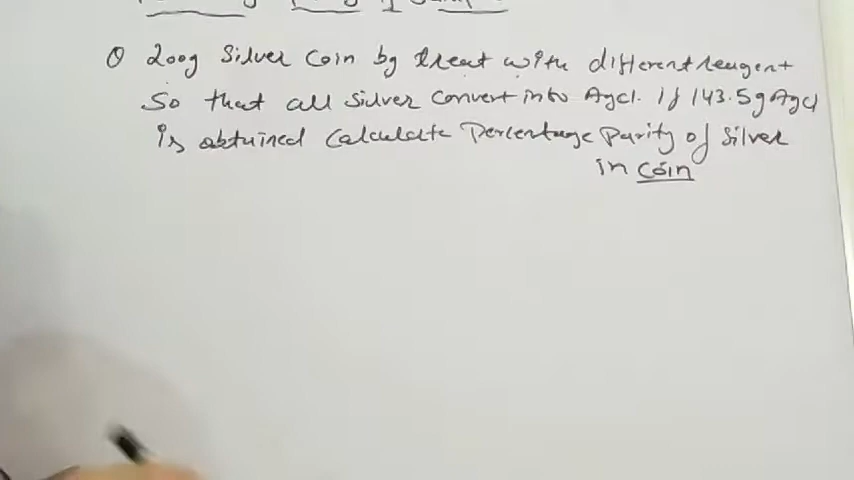 Q 200g Silver Coin by treat with different reugent
So that all silver convert into Agcl. If 143.5g Agcl
is obtained Calculate Percentage Purity of Silver
in coin